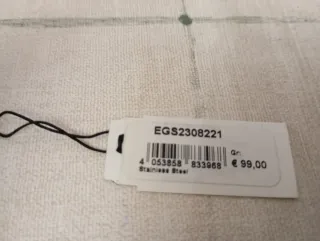 EGS2308221
Gr:
4 053858 833968
€ 99,00
Stainless Steel